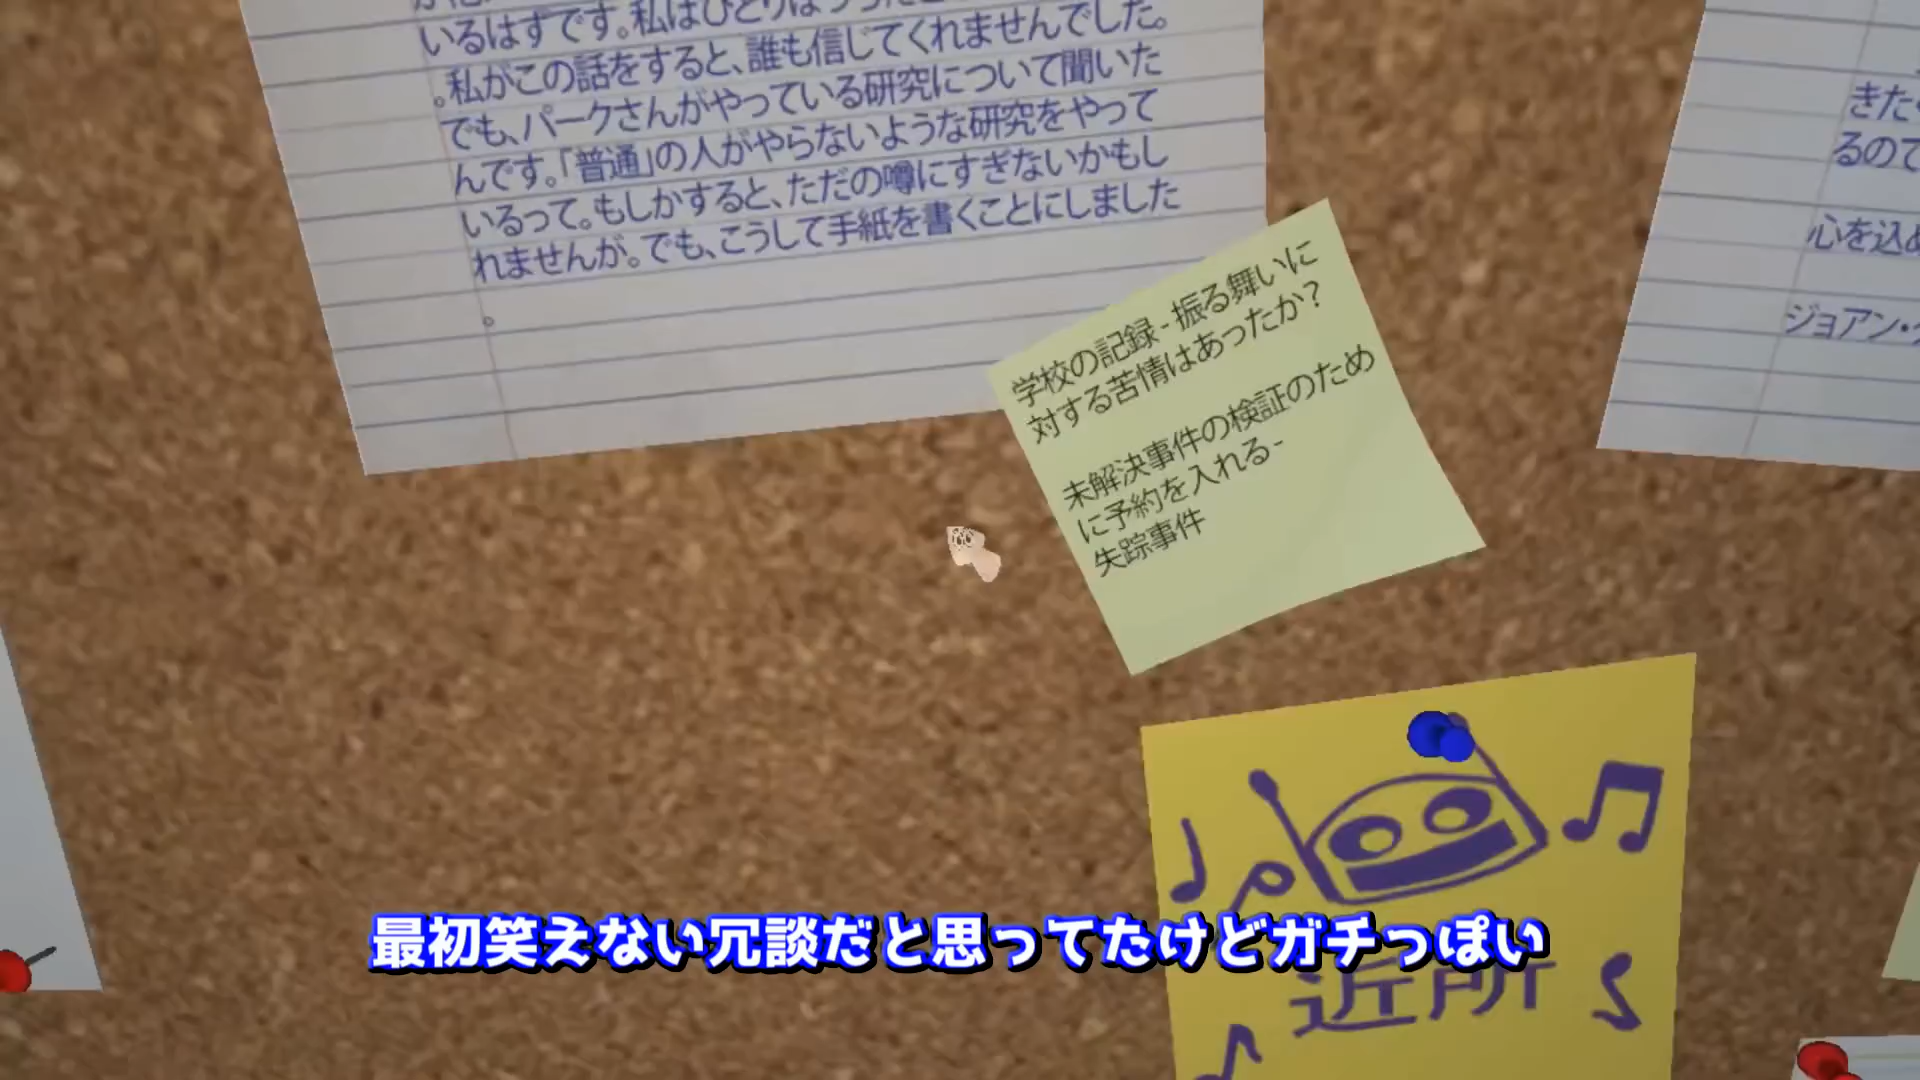 いるはずです。私はひとりぼっちだ
。私がこの話をすると、誰も信じてくれませんでした。
でも、パークさんがやっている研究について聞いた
んです。「普通」の人がやらないような研究をやって
いるって。もしかすると、ただの噂にすぎないかもし
れませんが。でも、こうして手紙を書くことにしました
。
学校の記録 - 振る舞いに
対する苦情はあったか?
未解決事件の検証のため
に予約を入れる-
失踪事件
きた
るので
心を込め
ジョアン・
近所
最初笑えない冗談だと思ってたけどガチっぽい